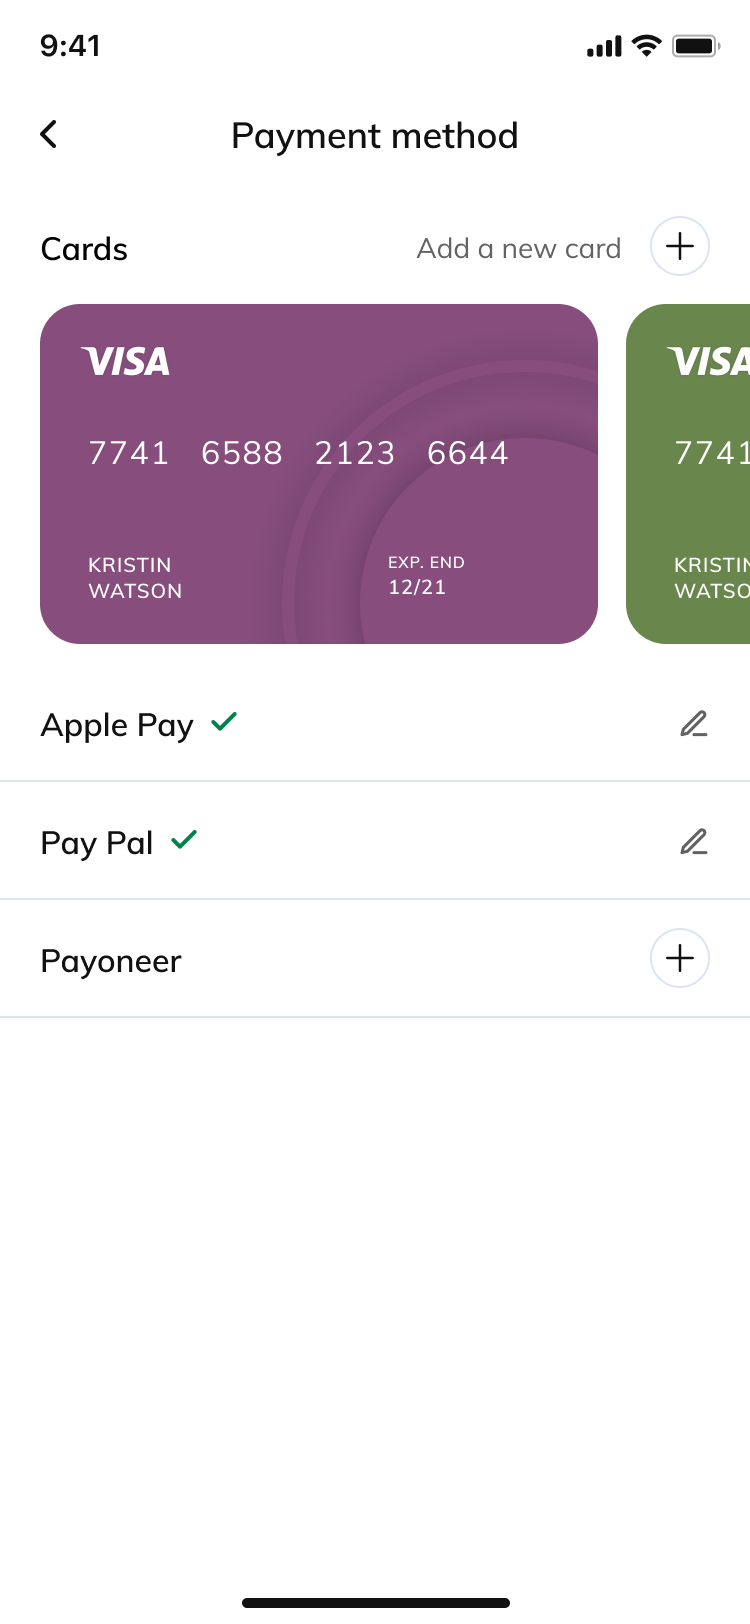 9:41
Payment method
Cards
Add a new card
VISA
7741 6588 2123 6644
KRISTIN
WATSON
EXP. END
12/21
VISA
7741
KRISTIN
WATSO
Apple Pay
Pay Pal
Payoneer